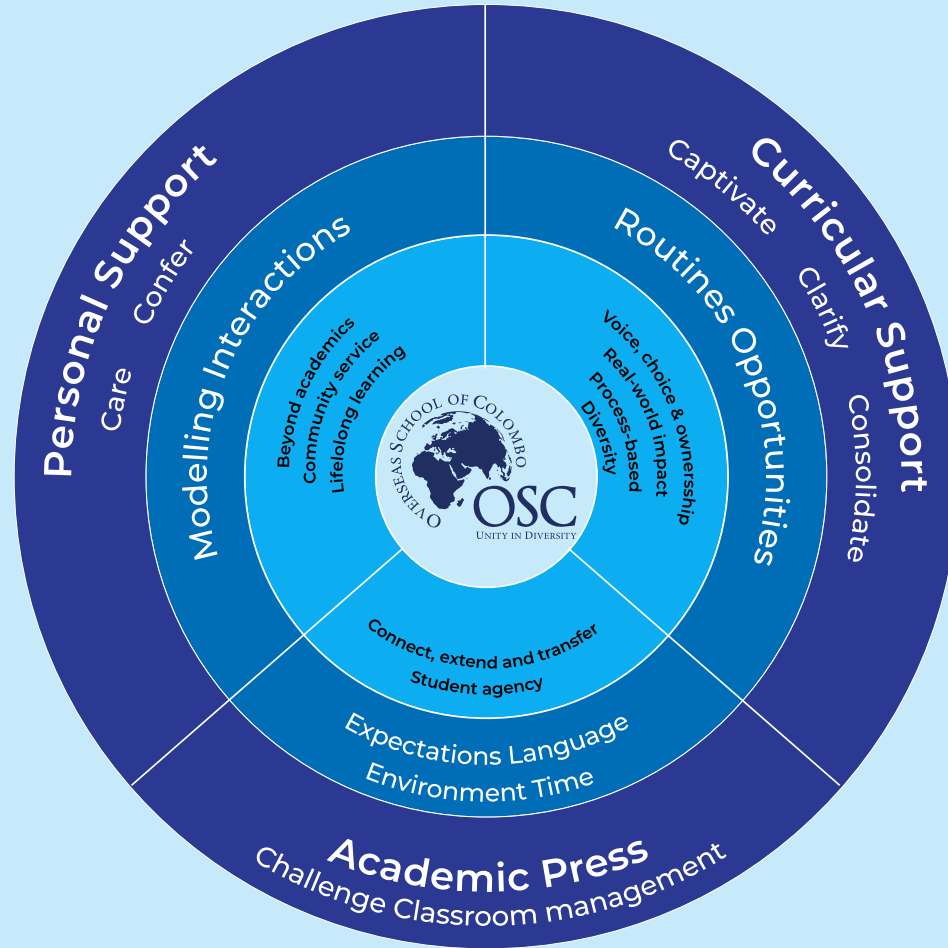 Personal Support
Confer
Care
Modelling Interactions
Beyond academics
Community service
Lifelolong learning
Curricular Support
Captivate
Clarify
Consolidate
Routines Opportunities
Voice, choice & ownersship
Real-world impact
Process-based
Diversity
OVERSEAS SCHOOL OF COLOMBO
OSC
UNITY IN DIVERSITY
Connect, extend and transfer
Student agency
Expectations Language
Environment Time
Academic Press
Challenge Classroom management